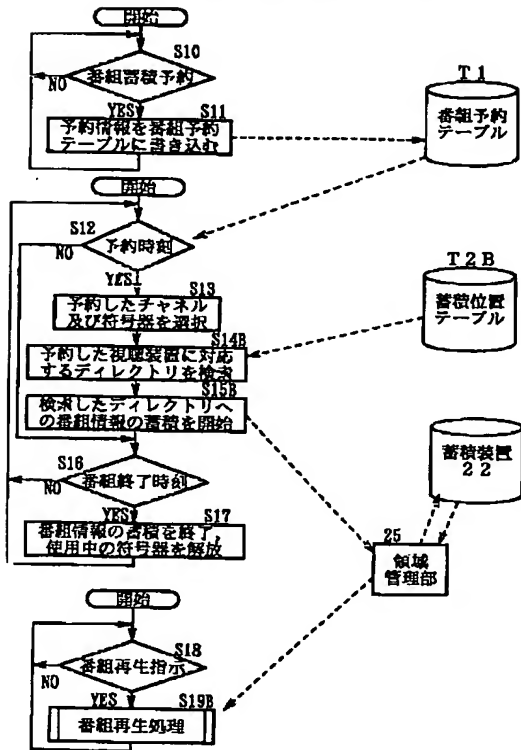 開始
S10
番組蓄積予約
NO
YES
S11
予約情報を番組予約
テーブルに書き込む
T1
番組予約
テーブル
開始
S12
予約時刻
NO
YES
S13
予約したチャネル
及び符号器を選択
S14B
予約した視聴装置に対応
するディレクトリを検索
S15B
検索したディレクトリへ
の番組情報の蓄積を開始
T2B
蓄積位置
テーブル
S16
番組終了時刻
NO
YES
S17
番組情報の蓄積を終了,
使用中の符号器を解放
蓄積装置
22
25
領域
管理部
開始
S18
番組再生指示
NO
YES
S19B
番組再生処理